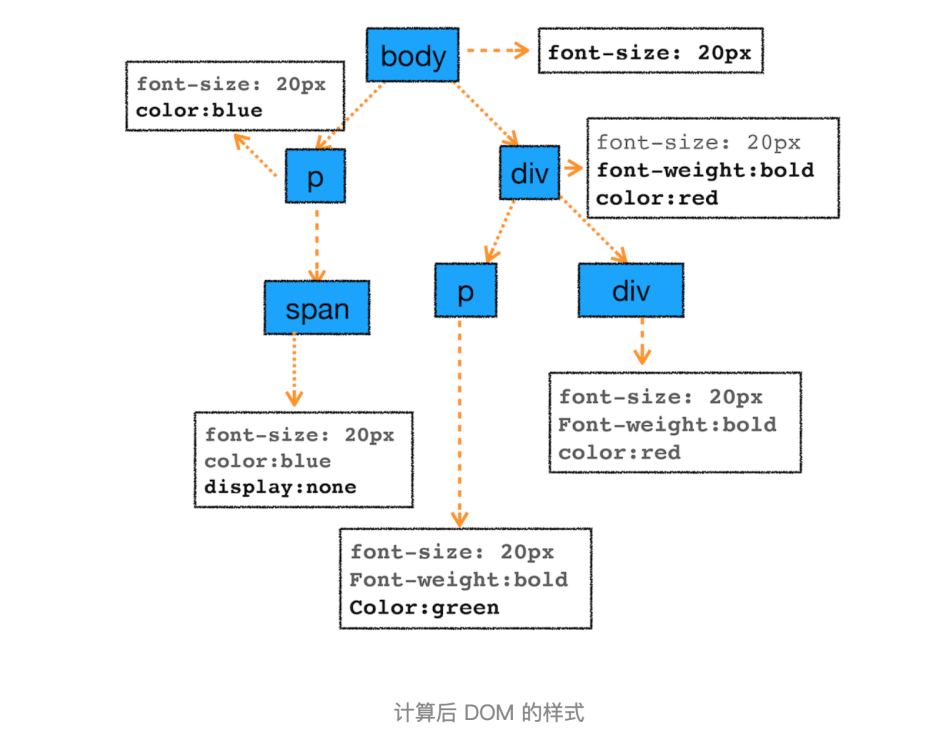 body
font-size: 20px
font-size: 20px
color:blue
p
div
font-size: 20px
font-weight:bold
color:red
span
p
div
font-size: 20px
color:blue
display:none
font-size: 20px
Font-weight:bold
color:red
font-size: 20px
Font-weight:bold
Color:green
计算后 DOM 的样式